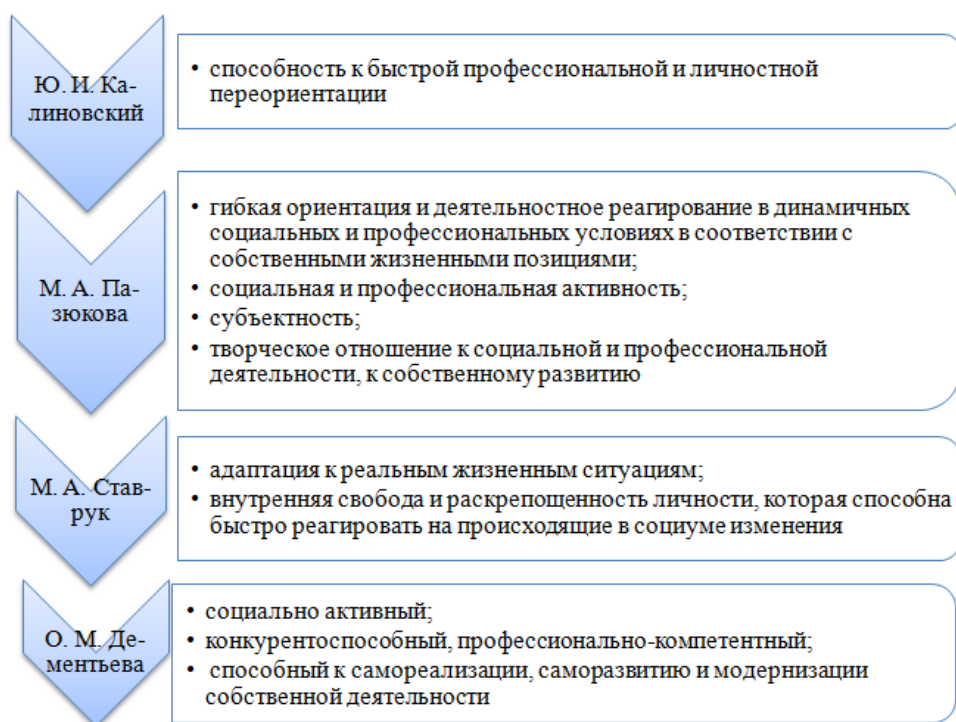 Ю. И. Ка-
линовский
• способность к быстрой профессиональной и личностной
переориентации
М. А. Па-
зюкова
• гибкая ориентация и деятельностное реагирование в динамичных
социальных и профессиональных условиях в соответствии с
собственными жизненными позициями;
• социальная и профессиональная активность;
• субъектность;
• творческое отношение к социальной и профессиональной
деятельности, к собственному развитию
М. А. Став-
рук
• адаптация к реальным жизненным ситуациям;
• внутренняя свобода и раскрепощенность личности, которая способна
быстро реагировать на происходящие в социуме изменения
О. М. Де-
ментьева
• социально активный;
• конкурентоспособный, профессионально-компетентный;
• способный к самореализации, саморазвитию и модернизации
собственной деятельности